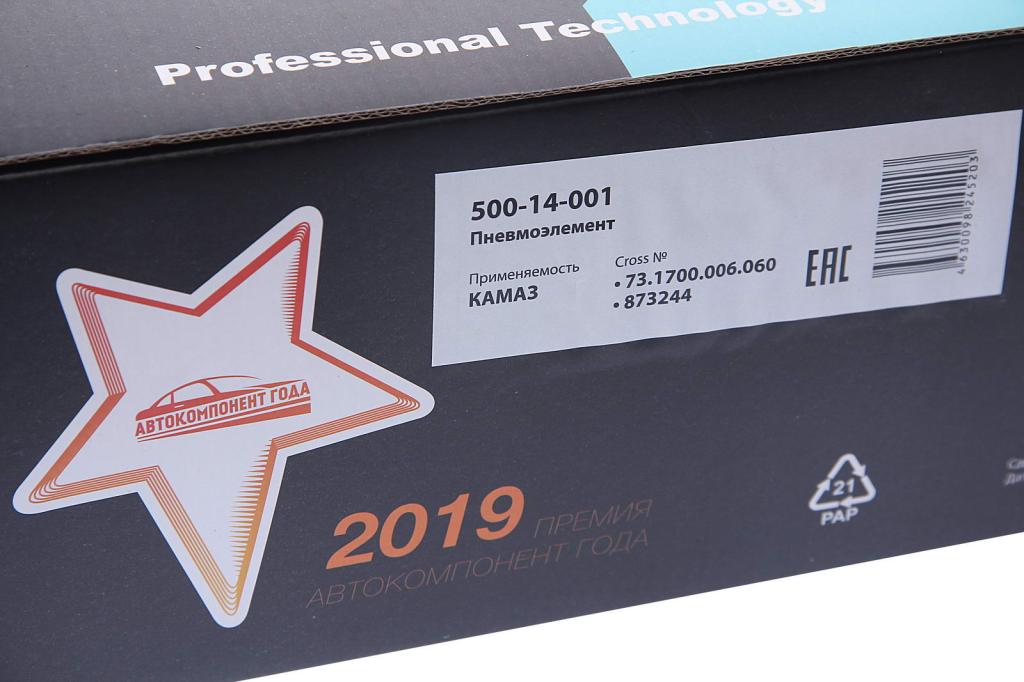 Professional Technology
500-14-001
Пневмоэлемент
Применяемость
КАМАЗ
Cross №
• 73.1700.006.060
• 873244
EAC
4630098245203
АВТОКОМПОНЕНТ ГОДА
2019 ПРЕМИЯ
АВТОКОМПОНЕНТ ГОДА
21
PAP